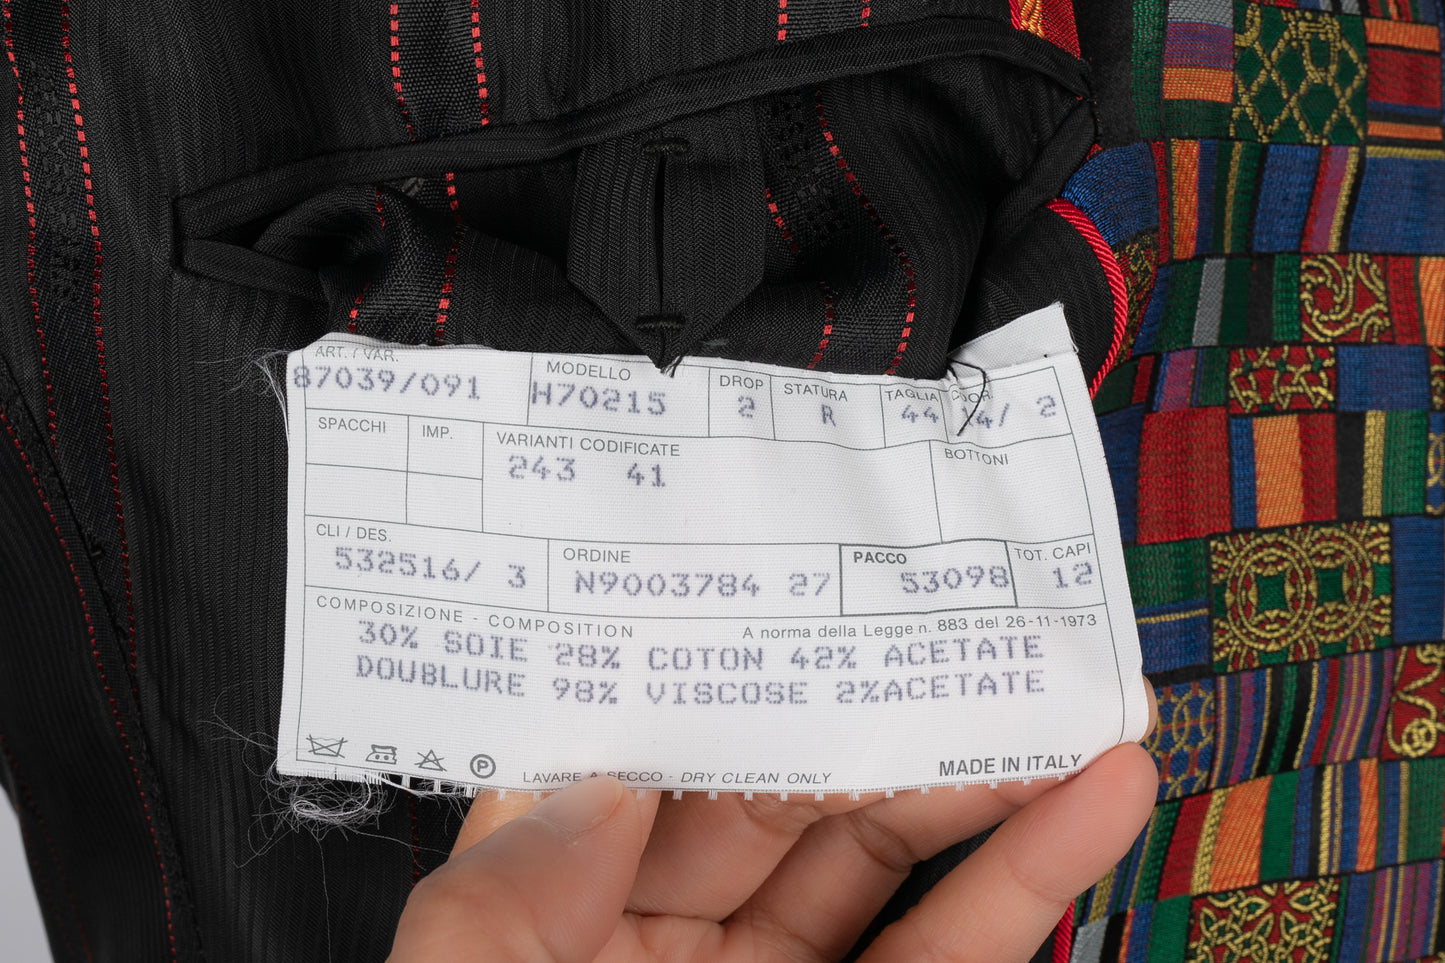 ART. / VAR. MODELLO DROP STATURA TAGLIA
87039/091 H70215 2 R 44 14/ 2
SPACCHI IMP. VARIANTI CODIFICATE BOTTONI
243 41
CLI / DES. ORDINE PACCO TOT. CAPI
532516/ 3 N9003784 27 53098 12
COMPOSIZIONE - COMPOSITION A norma della Legge n. 883 del 26-11-1973
30% SOIE 28% COTON 42% ACETATE
DOUBLURE 98% VISCOSE 2%ACETATE
P LAVARE A SECCO - DRY CLEAN ONLY MADE IN ITALY